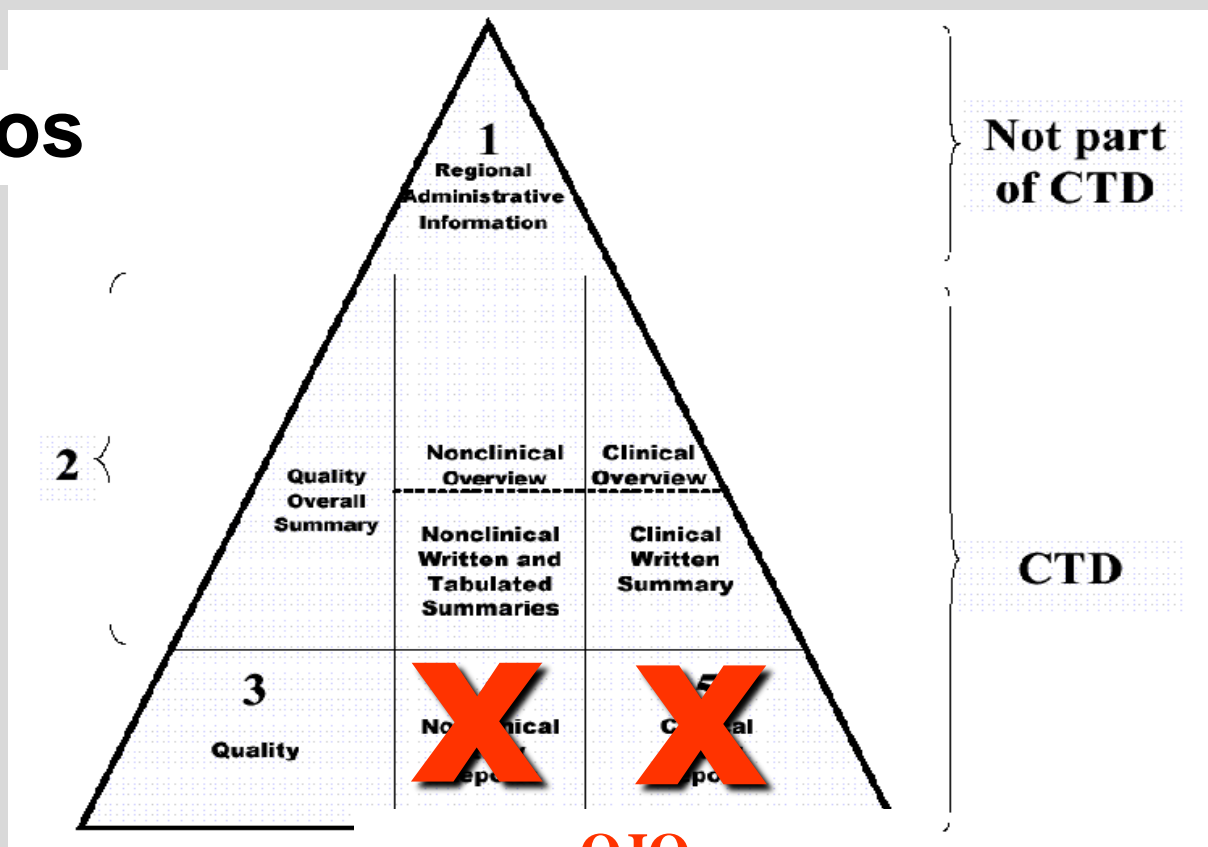 os
1
Regional
Administrative
Information
Not part
of CTD
2
Quality
Overall
Summary
Nonclinical
Overview
Clinical
Overview
Nonclinical
Written and
Tabulated
Summaries
Clinical
Written
Summary
CTD
3
Quality
X
X